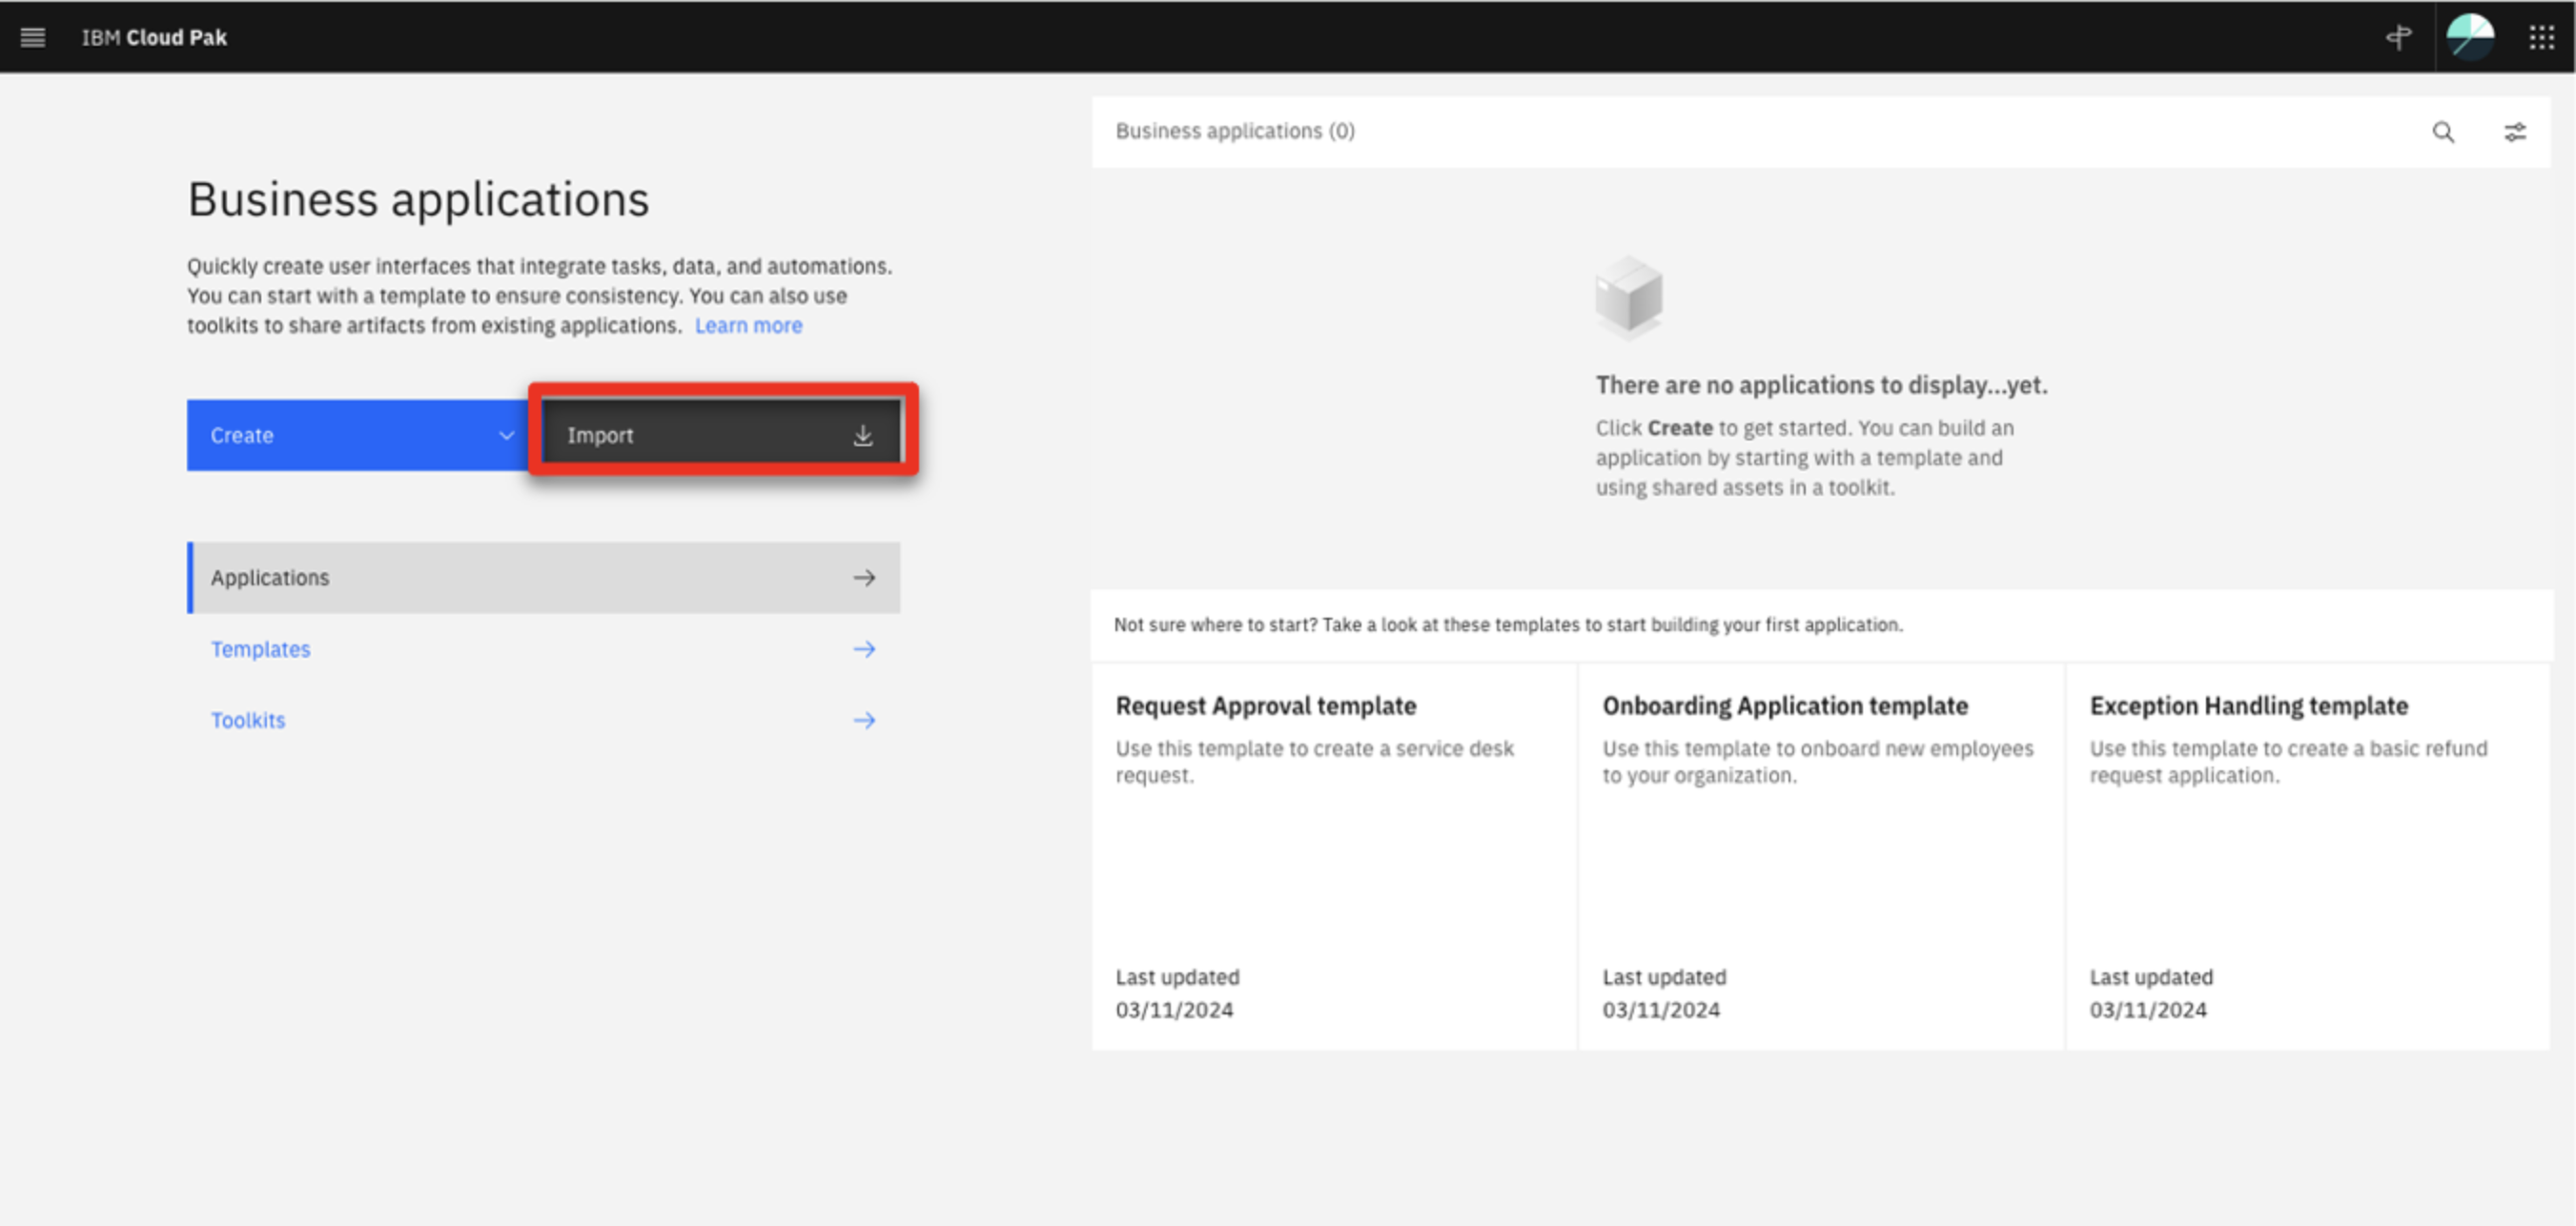 IBM Cloud Pak
Business applications
Quickly create user interfaces that integrate tasks, data, and automations.
You can start with a template to ensure consistency. You can also use
toolkits to share artifacts from existing applications. Learn more
Create
Import
Applications
Templates
Toolkits
Business applications (0)
There are no applications to display...yet.
Click Create to get started. You can build an
application by starting with a template and
using shared assets in a toolkit.
Not sure where to start? Take a look at these templates to start building your first application.
Request Approval template
Use this template to create a service desk
request.
Last updated
03/11/2024
Onboarding Application template
Use this template to onboard new employees
to your organization.
Last updated
03/11/2024
Exception Handling template
Use this template to create a basic refund
request application.
Last updated
03/11/2024